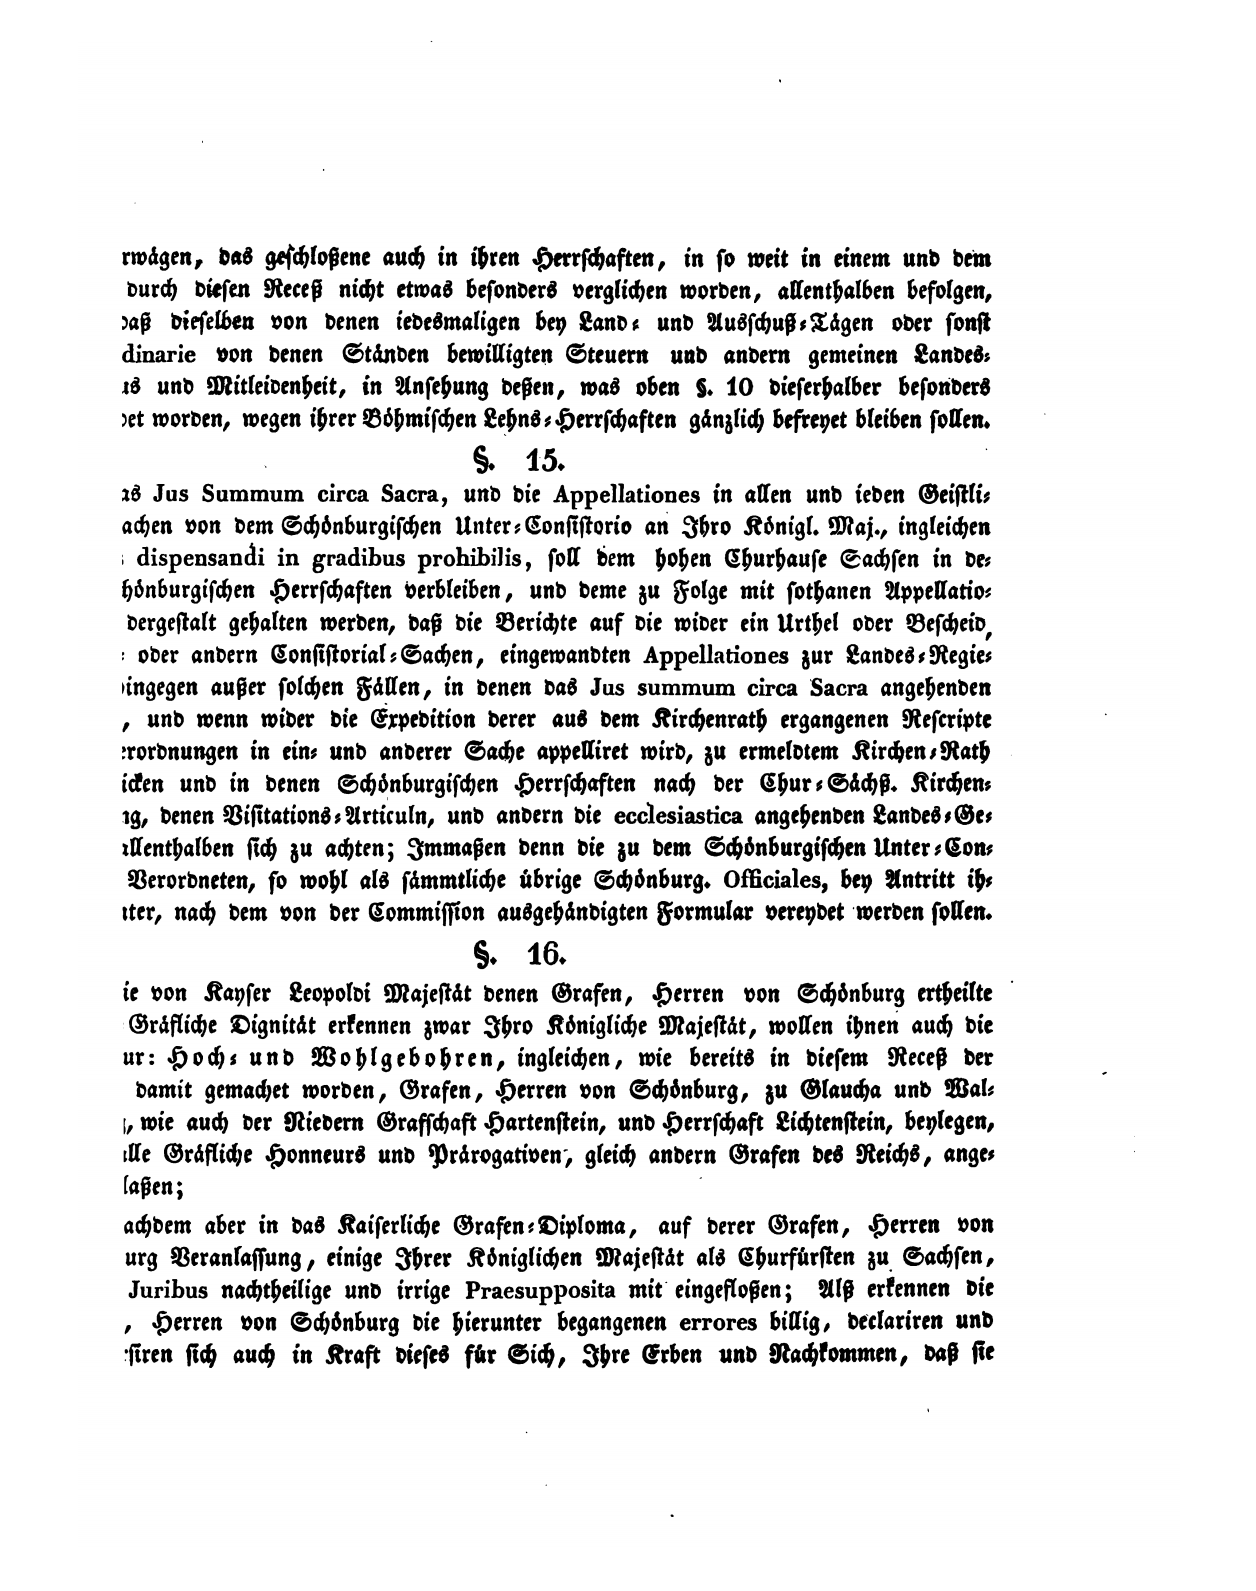 rwägen, das geschloßene auch in ihren Herrschaften, in so weit in einem und dem
durch diesen Receß nicht etwas besonders verglichen worden, allenthalben befolgen,
daß dieselben von denen iedesmaligen bey Land- und Ausschuß-Tägen oder sonst
dinarie von denen Ständen bewilligten Steuern und andern gemeinen Landes-
us und Mitleidenheit, in Ansehung deßen, was oben §. 10 dieserhalber besonders
et worden, wegen ihrer Böhmischen Lehns-Herrschaften gänzlich befreyet bleiben sollen.
§. 15.
as Jus Summum circa Sacra, und die Appellationes in allen und ieden Geistli-
achen von dem Schönburgischen Unter-Consistorio an Ihro Königl. Maj., ingleichen
dispensandi in gradibus prohibilis, soll dem hohen Churhause Sachsen in de-
hönburgischen Herrschaften verbleiben, und deme zu Folge mit sothanen Appellatio-
dergestalt gehalten werden, daß die Berichte auf die wider ein Urthel oder Bescheid,
: oder andern Consistorial-Sachen, eingewandten Appellationes zur Landes-Regie-
hingegen außer solchen Fällen, in denen das Jus summum circa Sacra angehenden
, und wenn wider die Expedition derer aus dem Kirchenrath ergangenen Rescripte
erordnungen in ein- und anderer Sache appelliret wird, zu ermeldtem Kirchen-Rath
icken und in denen Schönburgischen Herrschaften nach der Chur-Sächß. Kirchen-
ng, denen Visitations-Articuln, und andern die ecclesiastica angehenden Landes-Ge-
allenthalben sich zu achten; Immaßen denn die zu dem Schönburgischen Unter-Con-
Verordneten, so wohl als sämmtliche übrige Schönburg. Officiales, bey Antritt ih-
ter, nach dem von der Commission ausgehändigten Formular vereydet werden sollen.
§. 16.
ie von Kayser Leopoldi Majestät denen Grafen, Herren von Schönburg ertheilte
Gräfliche Dignität erkennen zwar Ihro Königliche Majestät, wollen ihnen auch die
ur: Hoch- und Wohlgebohren, ingleichen, wie bereits in diesem Receß der
damit gemachet worden, Grafen, Herren von Schönburg, zu Glaucha und Wal-
, wie auch der Niedern Grafschaft Hartenstein, und Herrschaft Lichtenstein, beylegen,
alle Gräfliche Honneurs und Prärogativen, gleich andern Grafen des Reichs, ange-
laßen;
achdem aber in das Kaiserliche Grafen-Diploma, auf derer Grafen, Herren von
urg Veranlassung, einige Ihrer Königlichen Majestät als Churfürsten zu Sachsen,
Juribus nachtheilige und irrige Praesupposita mit eingefloßen; Alß erkennen die
, Herren von Schönburg die hierunter begangenen errores billig, declariren und
siren sich auch in Kraft dieses für Sich, Ihre Erben und Nachkommen, daß sie